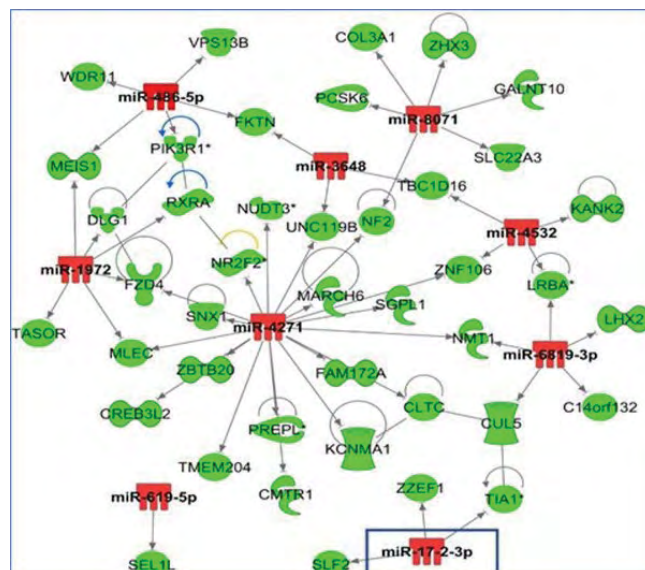 VPS13B
COL3A1
ZHX3
WDR11
miR-486-5p
PCSK6
GALNT10
miR-8071
FKTN
PIK3R1*
SLC22A3
MEIS1
miR-3648
TBC1D16
RXRA
NUDT3*
KANK2
DLG1
UNC119B
NF2
miR-4532
NR2F2*
miR-1972
FZD4
ZNF106
LRBA*
MARCH6
SGPL1
SNX1
miR-4271
LHX2
TASOR
MLEC
NMT1
miR-6819-3p
ZBTB20
FAM172A
CLTC
C14orf132
CREB3L2
PREPL*
CUL5
KCNMA1
TMEM204
CMTR1
miR-619-5p
ZZEF1
TIA1*
miR-17-2-3p
SEL1L
SLF2